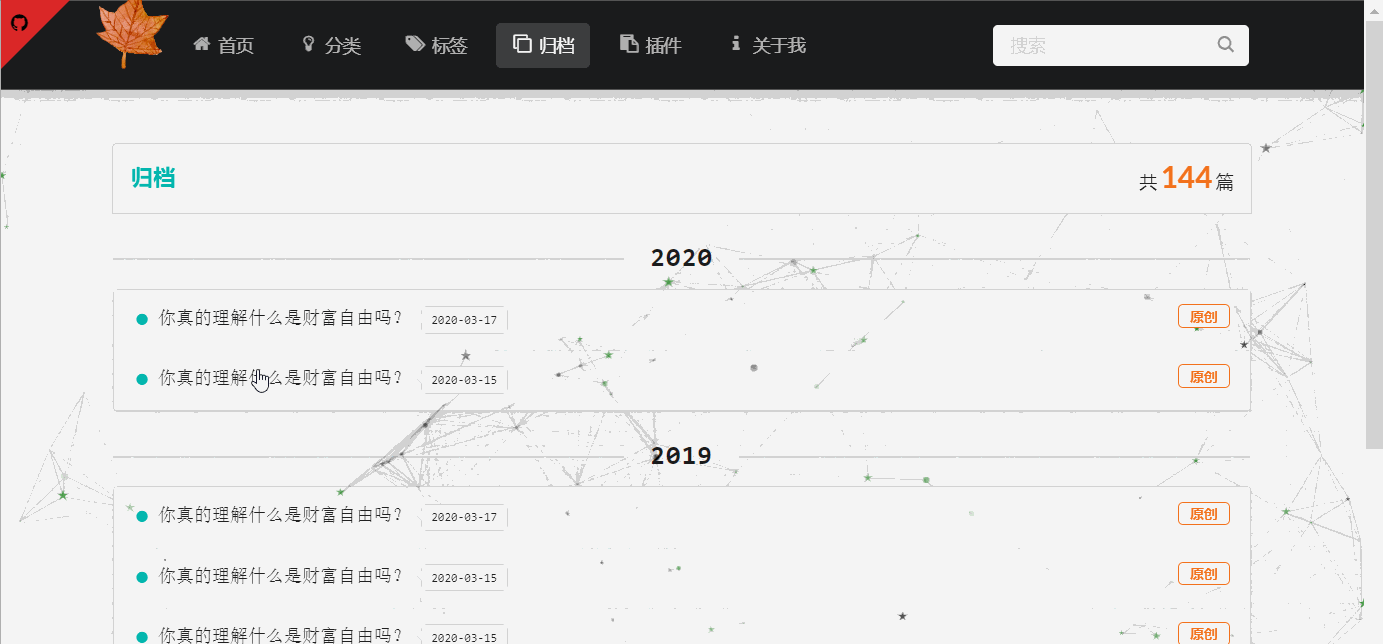 首页 分类 标签 归档 插件 关于我 搜索
归档 共 144 篇
2020
你真的理解什么是财富自由吗？ 2020-03-17 原创
你真的理解什么是财富自由吗？ 2020-03-15 原创
2019
你真的理解什么是财富自由吗？ 2020-03-17 原创
你真的理解什么是财富自由吗？ 2020-03-15 原创
你真的理解什么是财富自由吗？ 2020-03-15 原创